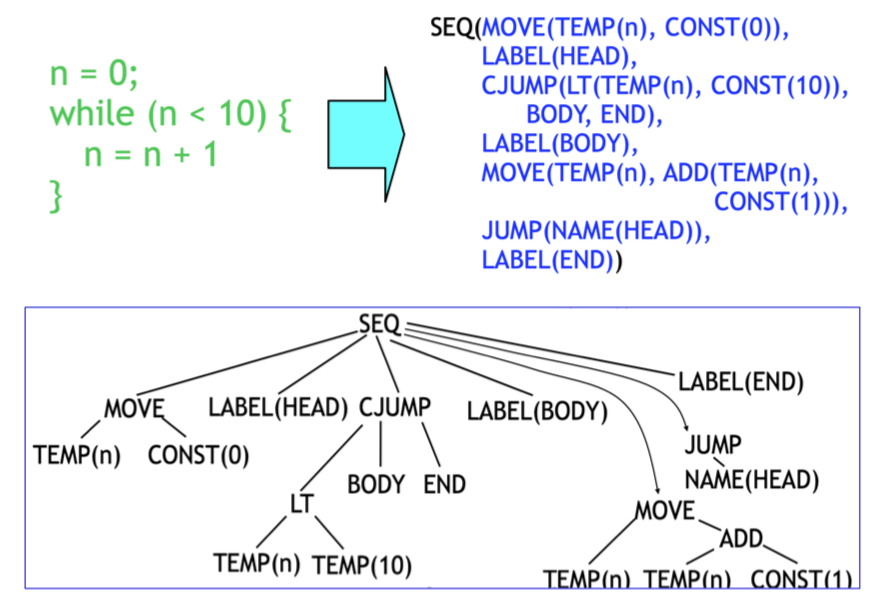 n = 0;
while (n < 10) {
n = n + 1
}
SEQ(MOVE(TEMP(n), CONST(0)),
LABEL(HEAD),
CJUMP(LT(TEMP(n), CONST(10)),
BODY, END),
LABEL(BODY),
MOVE(TEMP(n), ADD(TEMP(n),
CONST(1))),
JUMP(NAME(HEAD)),
LABEL(END))
SEQ
MOVE LABEL(HEAD) CJUMP LABEL(BODY) LABEL(END)
TEMP(n) CONST(0) JUMP
BODY END NAME(HEAD)
LT MOVE
ADD
TEMP(n) TEMP(10) TEMP(n) TEMP(n) CONST(1)